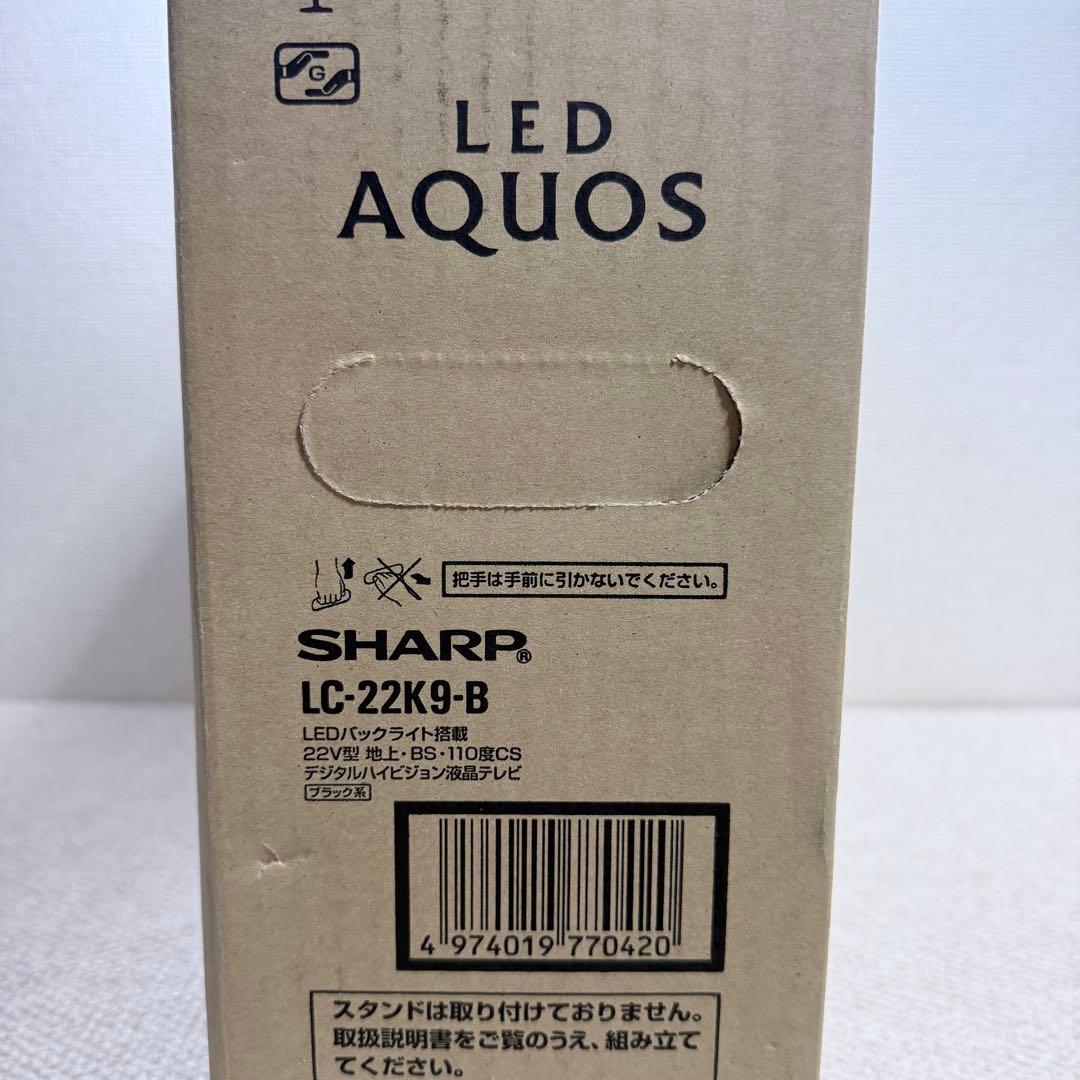 G
LED
AQUOS
把手は手前に引かないでください。
SHARP®
LC-22K9-B
LEDバックライト搭載
22V型 地上・BS・110度CS
デジタルハイビジョン液晶テレビ
ブラック系
4 974019 770420
スタンドは取り付けておりません。
取扱説明書をご覧のうえ、組み立て
てください。